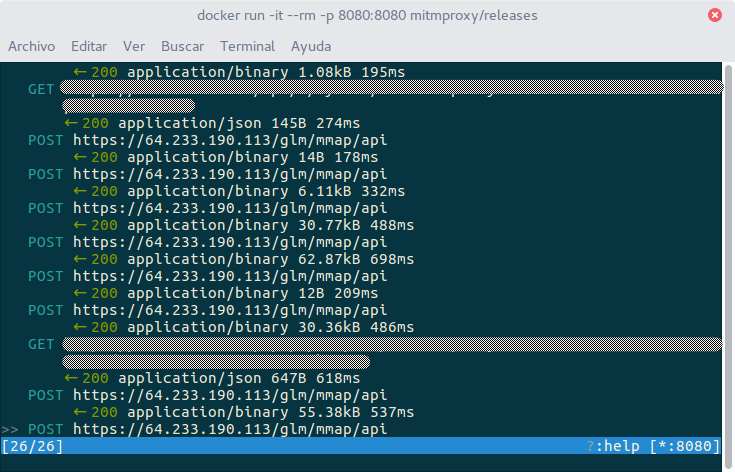 docker run -it --rm -p 8080:8080 mitmproxy/releases
Archivo Editar Ver Buscar Terminal Ayuda
← 200 application/binary 1.08kB 195ms
GET
← 200 application/json 145B 274ms
POST https://64.233.190.113/glm/mmap/api
← 200 application/binary 14B 178ms
POST https://64.233.190.113/glm/mmap/api
← 200 application/binary 6.11kB 332ms
POST https://64.233.190.113/glm/mmap/api
← 200 application/binary 30.77kB 488ms
POST https://64.233.190.113/glm/mmap/api
← 200 application/binary 62.87kB 698ms
POST https://64.233.190.113/glm/mmap/api
← 200 application/binary 12B 209ms
POST https://64.233.190.113/glm/mmap/api
← 200 application/binary 30.36kB 486ms
GET
← 200 application/json 647B 618ms
POST https://64.233.190.113/glm/mmap/api
← 200 application/binary 55.38kB 537ms
>> POST https://64.233.190.113/glm/mmap/api
[26/26] ?:help [*:8080]